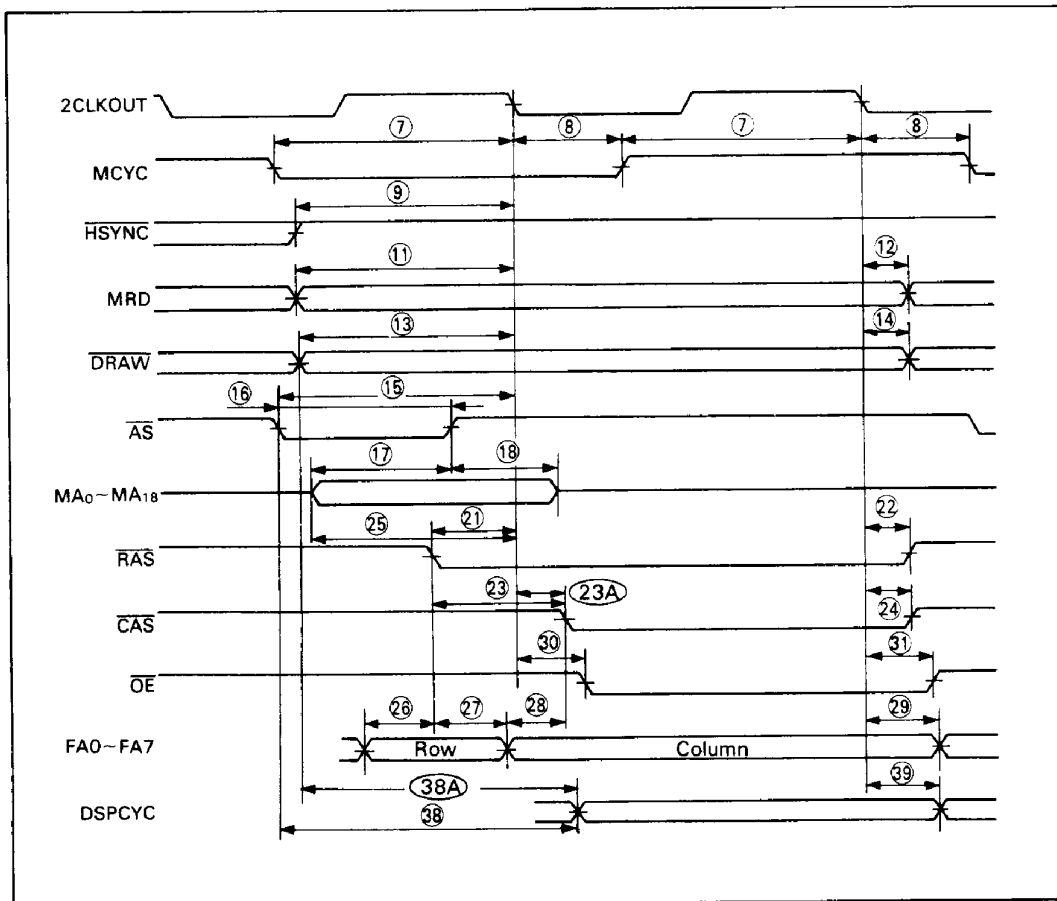 2CLKOUT
⑦ ⑧ ⑦ ⑧
MCYC
⑨
HSYNC
⑪ ⑫
MRD
⑬ ⑭
DRAW
⑯ ⑮
AS
⑰ ⑱
MA₀~MA₁₈
㉕ ㉑ ㉒
RAS
㉓ 23A
CAS ㉔
㉚ ㉛
OE
㉖ ㉗ ㉘ ㉙
FA0~FA7 Row Column
38A ㊴
DSPCYC
㊳